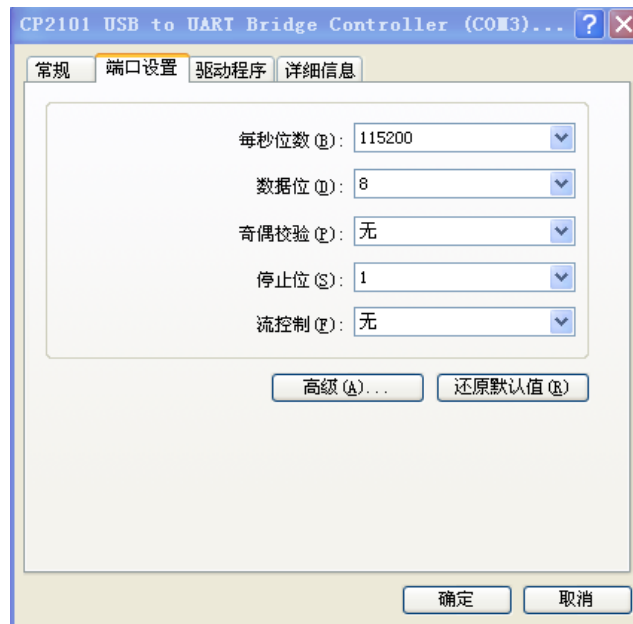 CP2101 USB to UART Bridge Controller (COM3)... ?
常规 端口设置 驱动程序 详细信息
每秒位数(B): 115200
数据位(D): 8
奇偶校验(P): 无
停止位(S): 1
流控制(F): 无
高级(A)... 还原默认值(R)
确定 取消